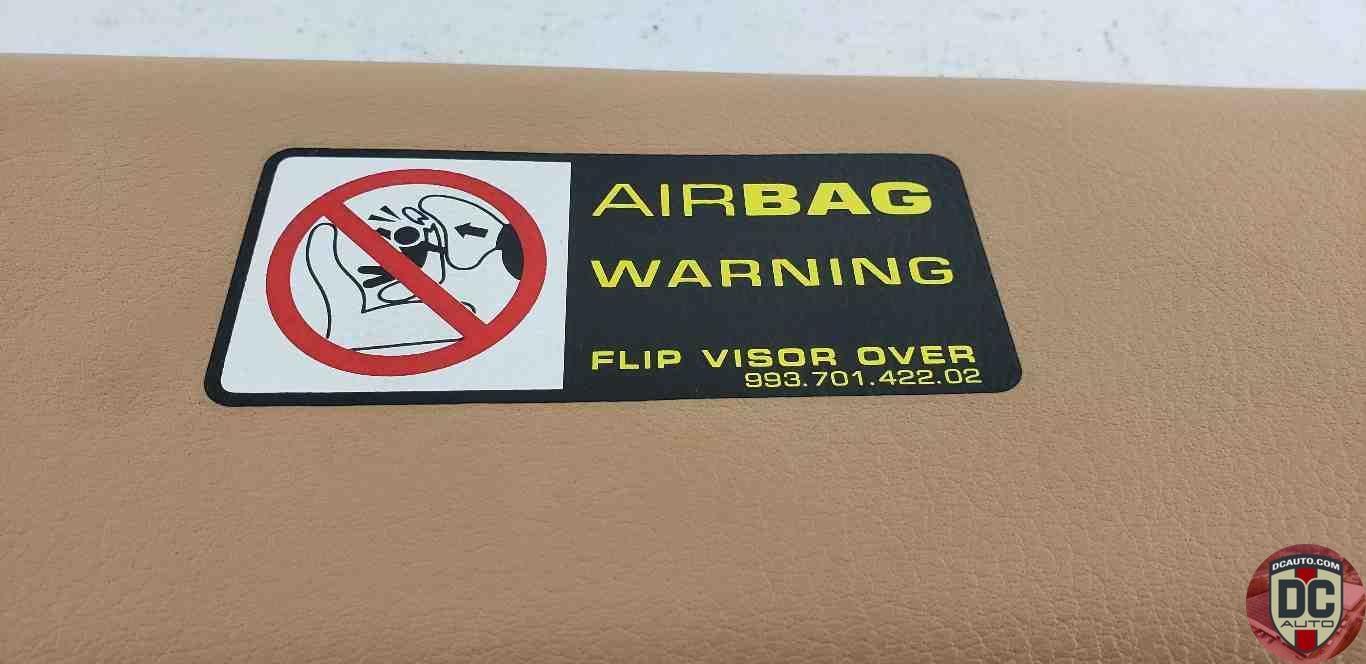 AIRBAG
WARNING
FLIP VISOR OVER
993.701.422.02
DCAUTO.COM
DC
AUTO